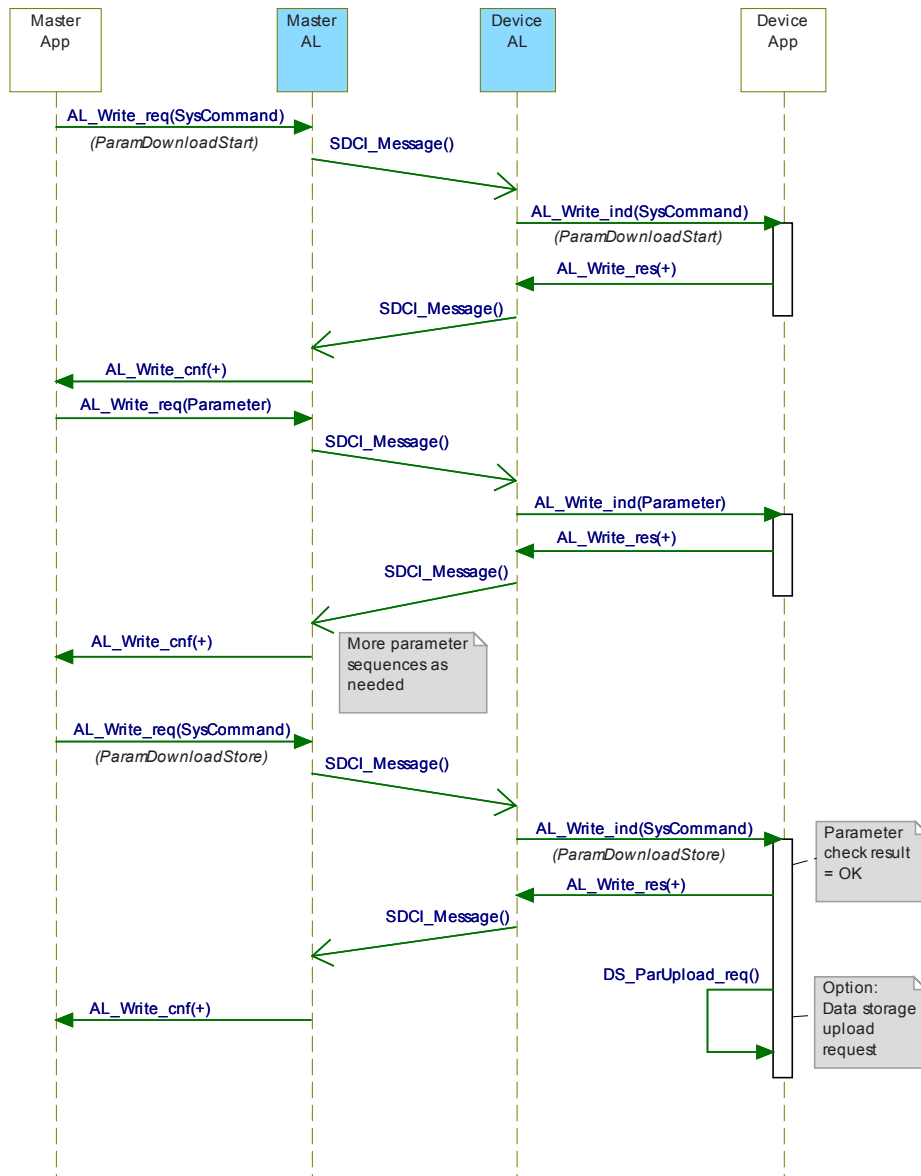 Master
App
Master
AL
Device
AL
Device
App
AL_Write_req(SysCommand)
(ParamDownloadStart)
SDCI_Message()
AL_Write_ind(SysCommand)
(ParamDownloadStart)
AL_Write_res(+)
SDCI_Message()
AL_Write_cnf(+)
AL_Write_req(Parameter)
SDCI_Message()
AL_Write_ind(Parameter)
AL_Write_res(+)
SDCI_Message()
AL_Write_cnf(+)
More parameter
sequences as
needed
AL_Write_req(SysCommand)
(ParamDownloadStore)
SDCI_Message()
AL_Write_ind(SysCommand)
(ParamDownloadStore)
Parameter
check result
= OK
AL_Write_res(+)
SDCI_Message()
DS_ParUpload_req()
Option:
Data storage
upload
request
AL_Write_cnf(+)